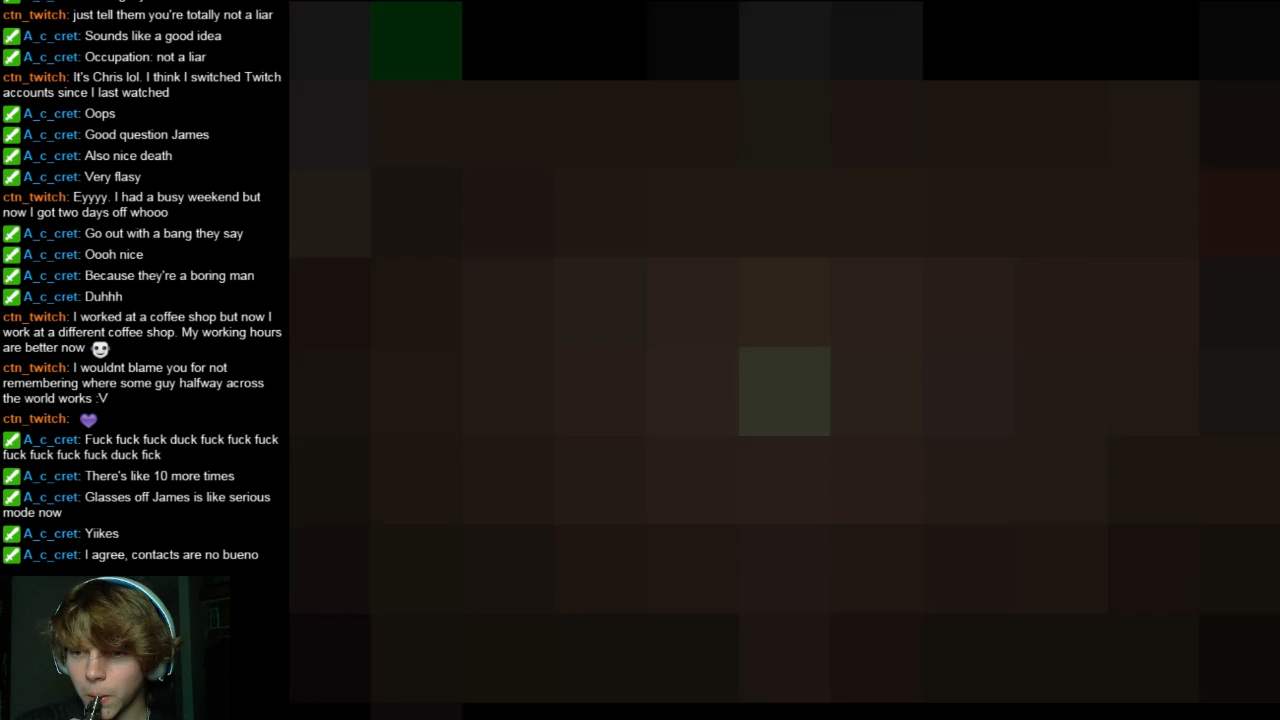 ctn_twitch: just tell them you're totally not a liar
A_c_cret: Sounds like a good idea
A_c_cret: Occupation: not a liar
ctn_twitch: It's Chris lol. I think I switched Twitch
accounts since I last watched
A_c_cret: Oops
A_c_cret: Good question James
A_c_cret: Also nice death
A_c_cret: Very flasy
ctn_twitch: Eyyyy. I had a busy weekend but
now I got two days off whooo
A_c_cret: Go out with a bang they say
A_c_cret: Oooh nice
A_c_cret: Because they're a boring man
A_c_cret: Duhhh
ctn_twitch: I worked at a coffee shop but now I
work at a different coffee shop. My working hours
are better now
ctn_twitch: I wouldnt blame you for not
remembering where some guy halfway across
the world works :V
ctn_twitch:
A_c_cret: Fuck fuck fuck duck fuck fuck fuck
fuck fuck fuck fuck duck fick
A_c_cret: There's like 10 more times
A_c_cret: Glasses off James is like serious
mode now
A_c_cret: Yiikes
A_c_cret: I agree, contacts are no bueno